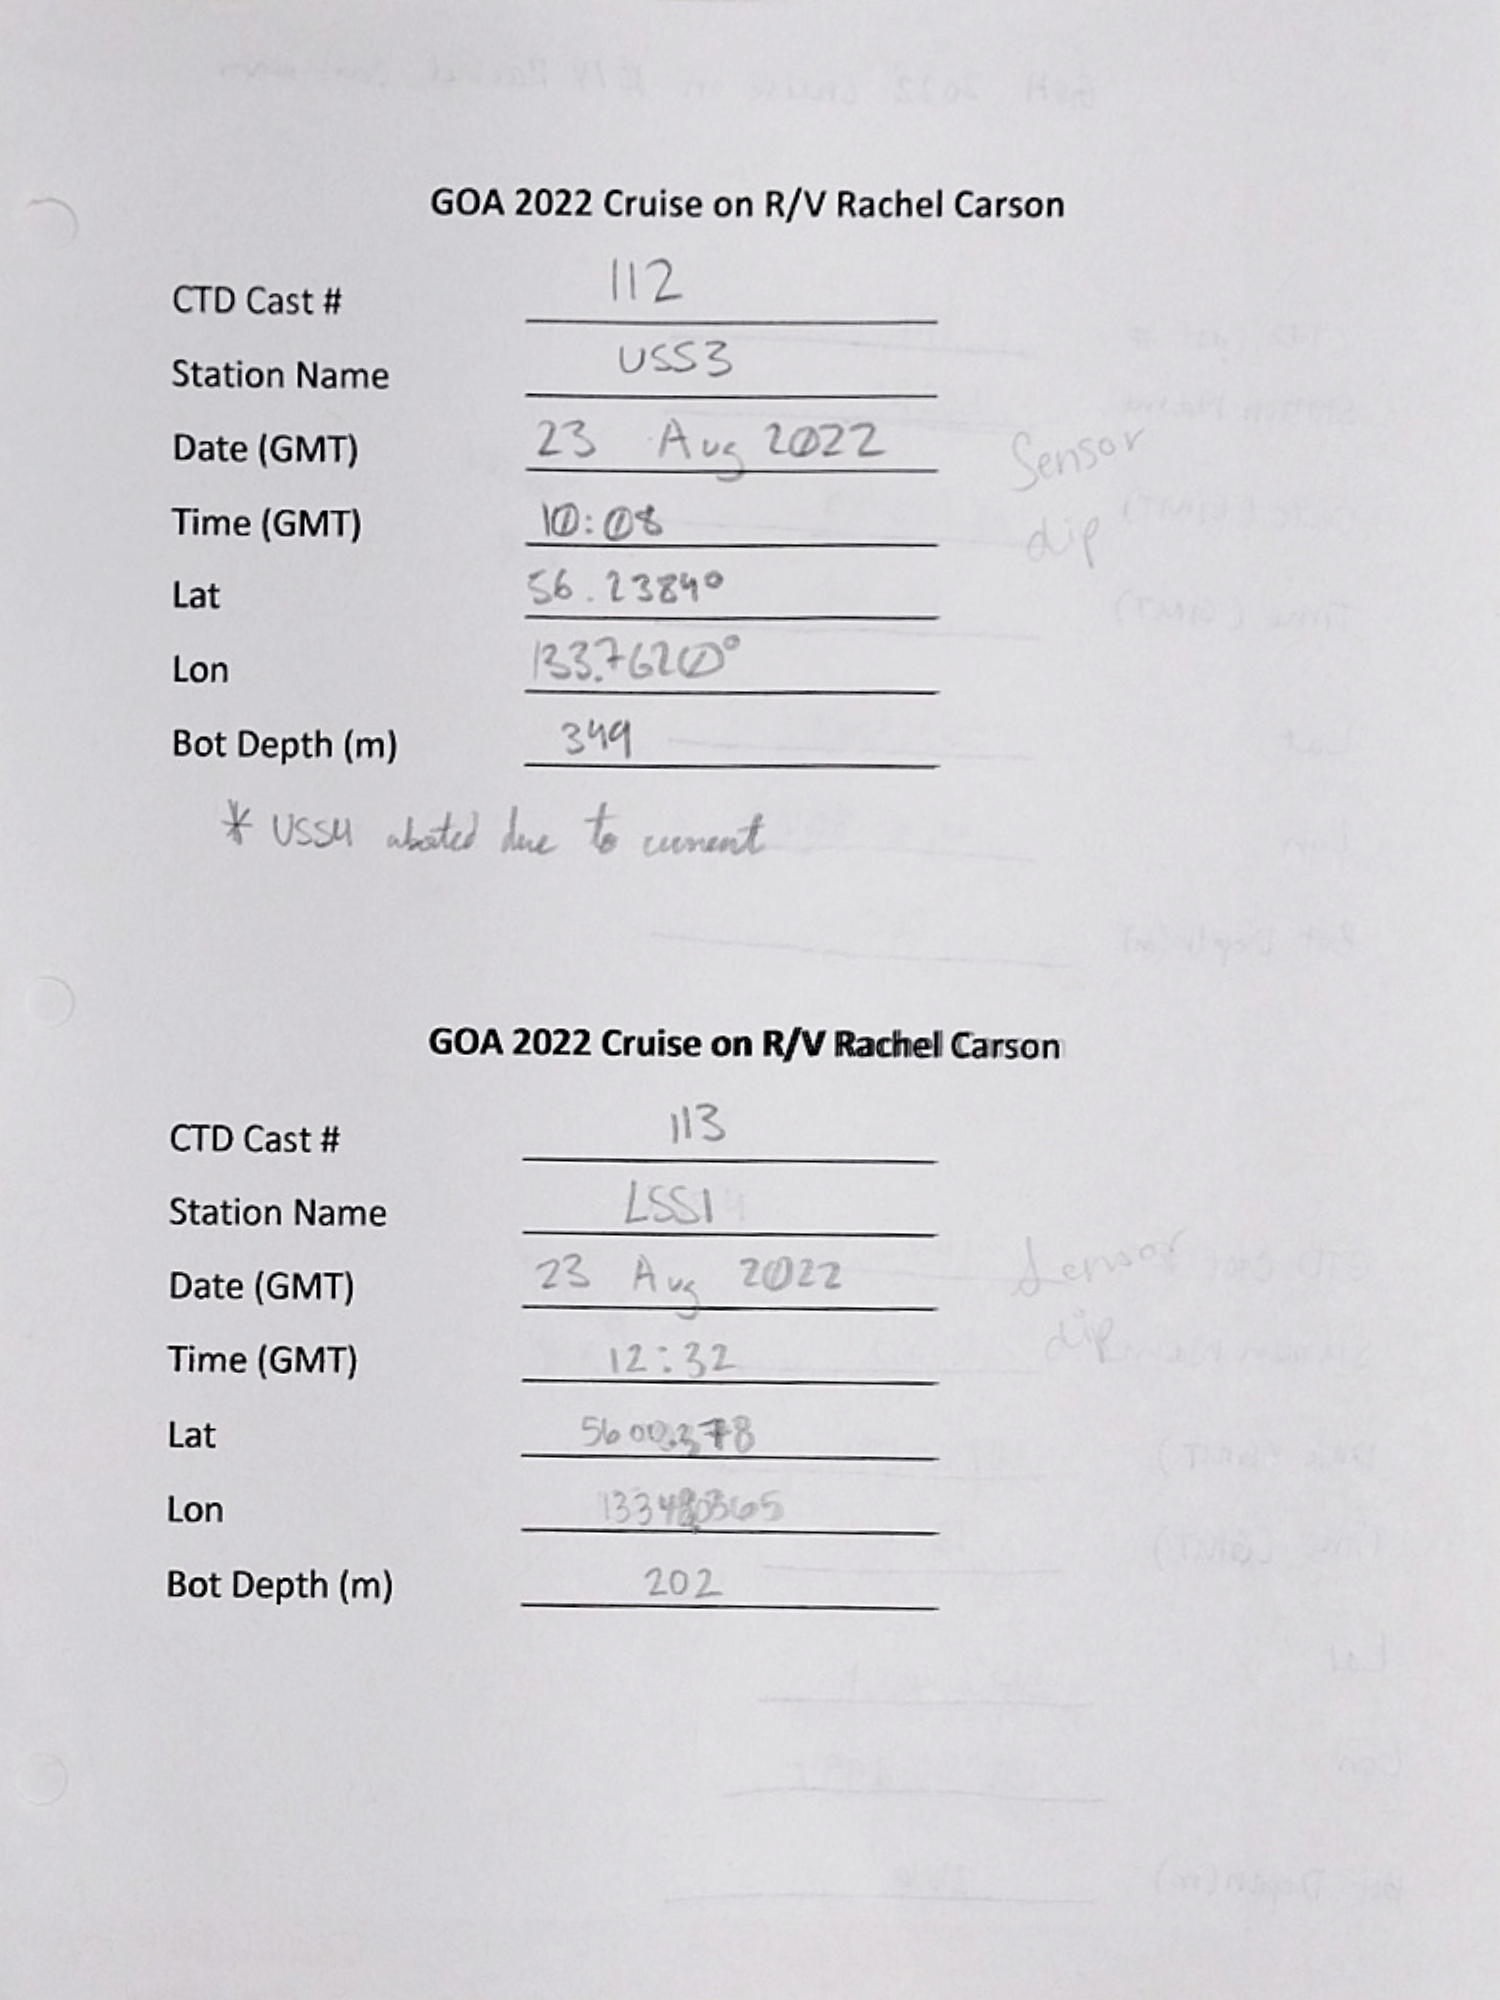 GOA 2022 Cruise on R/V Rachel Carson
CTD Cast # 112
Station Name USS3
Date (GMT) 23 Aug 2022
Sensor
Time (GMT) 10:08
dip
Lat 56.2384°
Lon 133.7620°
Bot Depth (m) 349
* USS4 aborted due to current
GOA 2022 Cruise on R/V Rachel Carson
CTD Cast # 113
Station Name LSS1
Date (GMT) 23 Aug 2022
Sensor
Time (GMT) 12:32
dip
Lat
Lon
Bot Depth (m) 202